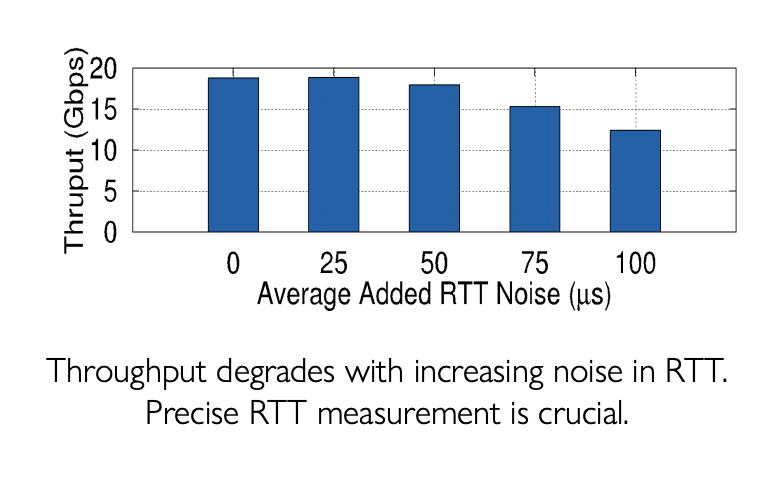 Thruput (Gbps)
20
15
10
5
0
0 25 50 75 100
Average Added RTT Noise (μs)
Throughput degrades with increasing noise in RTT.
Precise RTT measurement is crucial.